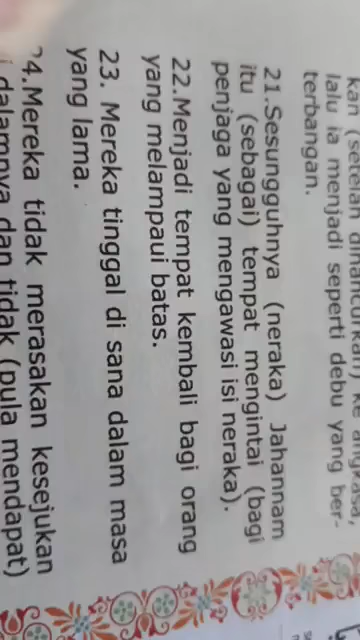 kan (setelah dihancurkan) ke angkasa,
lalu ia menjadi seperti debu yang ber-
terbangan.
21.Sesungguhnya (neraka) Jahannam
itu (sebagai) tempat mengintai (bagi
penjaga yang mengawasi isi neraka).
22.Menjadi tempat kembali bagi orang
yang melampaui batas.
23. Mereka tinggal di sana dalam masa
yang lama.
24.Mereka tidak merasakan kesejukan
di dalamnya dan tidak (pula mendapat)